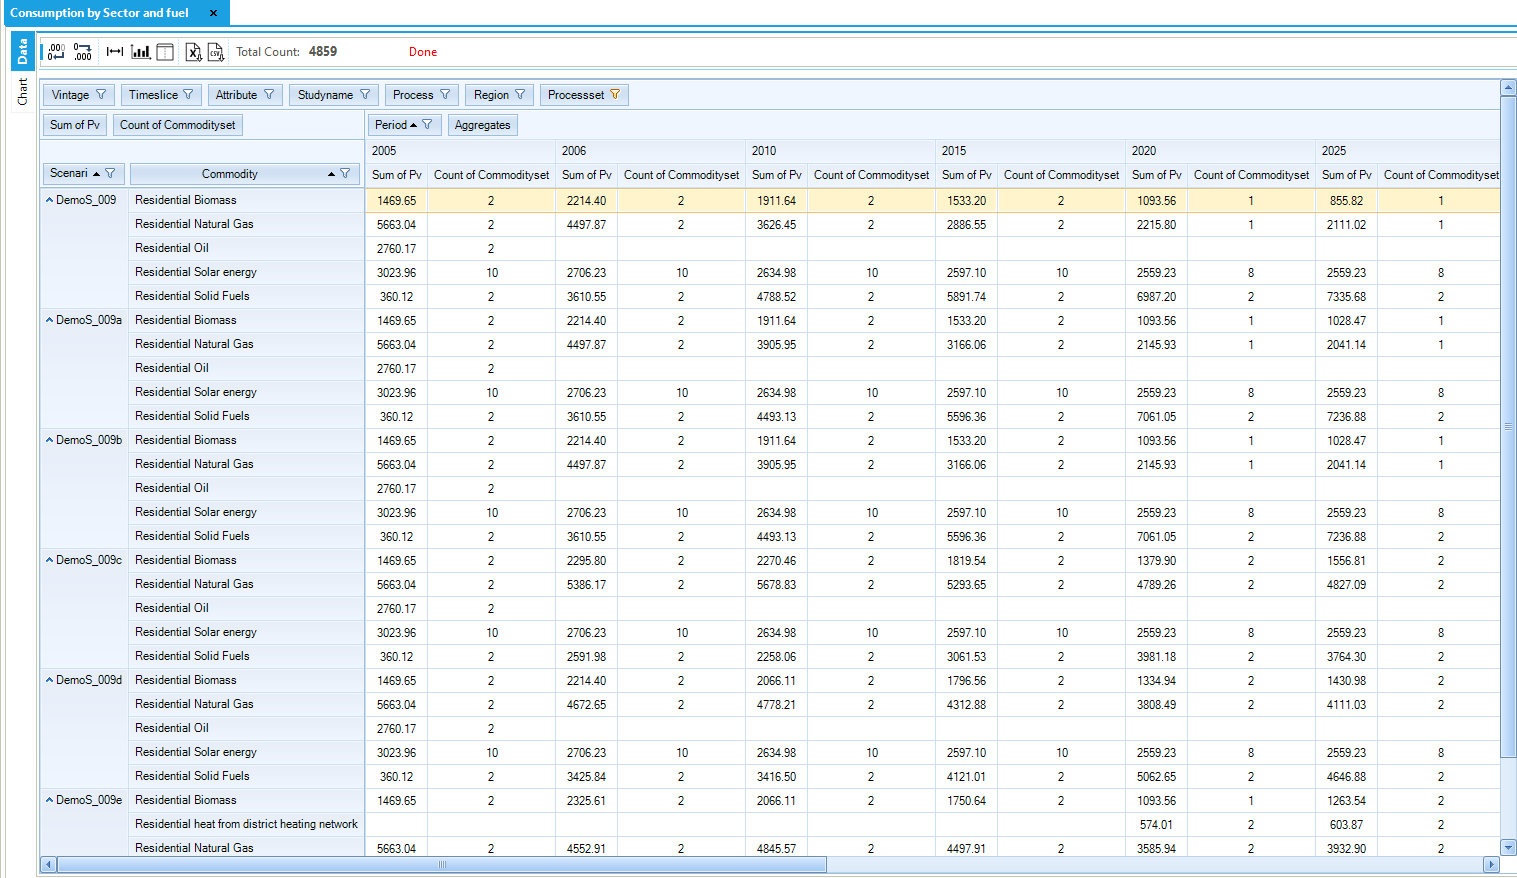 Consumption by Sector and fuel ×
Data
Chart
.000 0 0 .000 CSV Total Count: 4859 Done
Vintage Timeslice Attribute Studyname Process Region Processset
Sum of Pv Count of Commodityset Period Aggregates
2005 2006 2010 2015 2020 2025
Scenari Commodity Sum of Pv Count of Commodityset Sum of Pv Count of Commodityset Sum of Pv Count of Commodityset Sum of Pv Count of Commodityset Sum of Pv Count of Commodityset Sum of Pv Count of Commodityset
DemoS_009 Residential Biomass 1469.65 2 2214.40 2 1911.64 2 1533.20 2 1093.56 1 855.82 1
Residential Natural Gas 5663.04 2 4497.87 2 3626.45 2 2886.55 2 2215.80 1 2111.02 1
Residential Oil 2760.17 2
Residential Solar energy 3023.96 10 2706.23 10 2634.98 10 2597.10 10 2559.23 8 2559.23 8
Residential Solid Fuels 360.12 2 3610.55 2 4788.52 2 5891.74 2 6987.20 2 7335.68 2
DemoS_009a Residential Biomass 1469.65 2 2214.40 2 1911.64 2 1533.20 2 1093.56 1 1028.47 1
Residential Natural Gas 5663.04 2 4497.87 2 3905.95 2 3166.06 2 2145.93 1 2041.14 1
Residential Oil 2760.17 2
Residential Solar energy 3023.96 10 2706.23 10 2634.98 10 2597.10 10 2559.23 8 2559.23 8
Residential Solid Fuels 360.12 2 3610.55 2 4493.13 2 5596.36 2 7061.05 2 7236.88 2
DemoS_009b Residential Biomass 1469.65 2 2214.40 2 1911.64 2 1533.20 2 1093.56 1 1028.47 1
Residential Natural Gas 5663.04 2 4497.87 2 3905.95 2 3166.06 2 2145.93 1 2041.14 1
Residential Oil 2760.17 2
Residential Solar energy 3023.96 10 2706.23 10 2634.98 10 2597.10 10 2559.23 8 2559.23 8
Residential Solid Fuels 360.12 2 3610.55 2 4493.13 2 5596.36 2 7061.05 2 7236.88 2
DemoS_009c Residential Biomass 1469.65 2 2295.80 2 2270.46 2 1819.54 2 1379.90 2 1556.81 2
Residential Natural Gas 5663.04 2 5386.17 2 5678.83 2 5293.65 2 4789.26 2 4827.09 2
Residential Oil 2760.17 2
Residential Solar energy 3023.96 10 2706.23 10 2634.98 10 2597.10 10 2559.23 8 2559.23 8
Residential Solid Fuels 360.12 2 2591.98 2 2258.06 2 3061.53 2 3981.18 2 3764.30 2
DemoS_009d Residential Biomass 1469.65 2 2214.40 2 2066.11 2 1796.56 2 1334.94 2 1430.98 2
Residential Natural Gas 5663.04 2 4672.65 2 4778.21 2 4312.88 2 3808.49 2 4111.03 2
Residential Oil 2760.17 2
Residential Solar energy 3023.96 10 2706.23 10 2634.98 10 2597.10 10 2559.23 8 2559.23 8
Residential Solid Fuels 360.12 2 3425.84 2 3416.50 2 4121.01 2 5062.65 2 4646.88 2
DemoS_009e Residential Biomass 1469.65 2 2325.61 2 2066.11 2 1750.64 2 1093.56 1 1263.54 2
Residential heat from district heating network 574.01 2 603.87 2
Residential Natural Gas 5663.04 2 4552.91 2 4845.57 2 4497.91 2 3585.94 2 3932.90 2